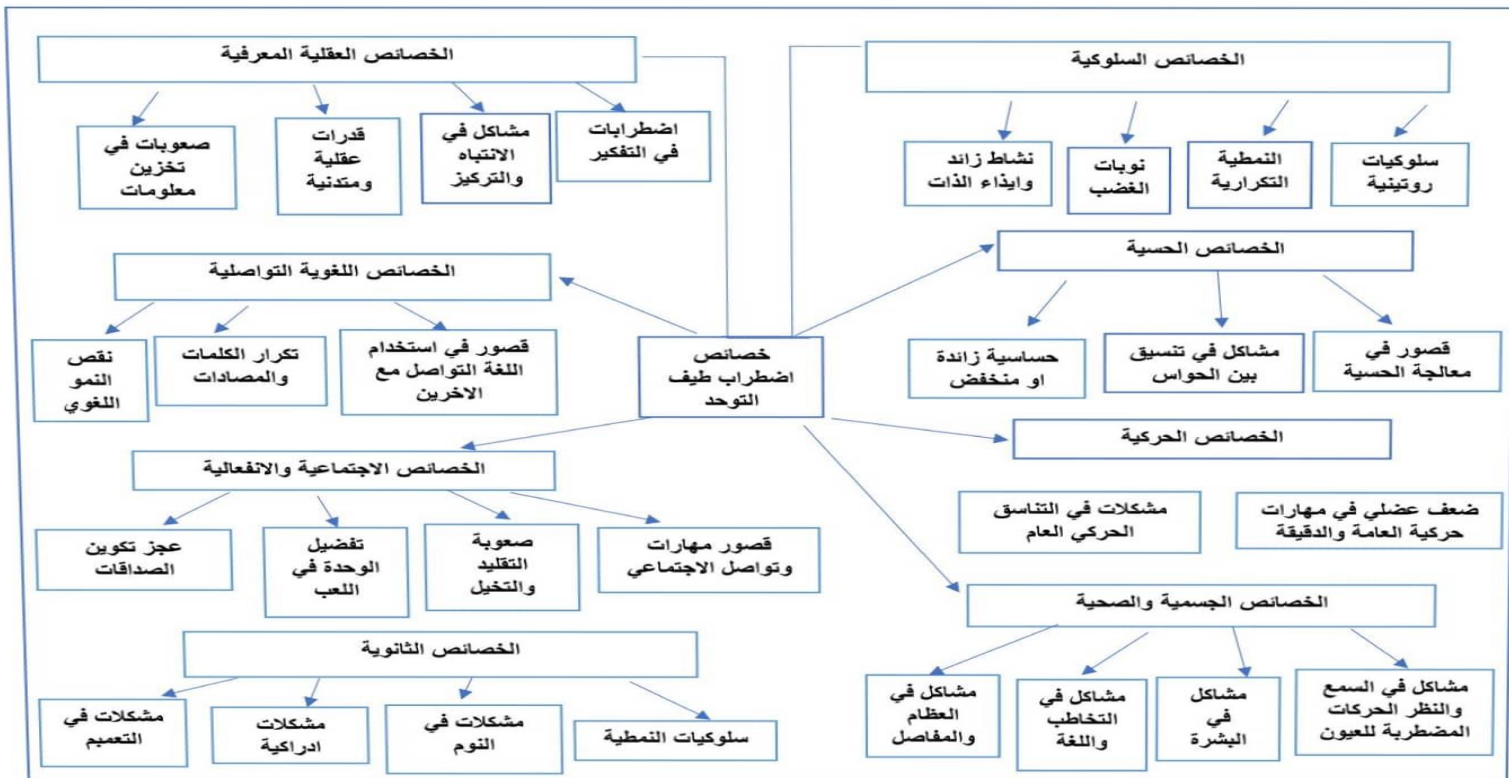 الخصائص السلوكية
سلوكيات
روتينية
النمطية
التكرارية
نوبات
الغضب
نشاط زائد
وايذاء الذات
الخصائص العقلية المعرفية
اضطرابات
في التفكير
مشاكل في
الانتباه
والتركيز
قدرات
عقلية
ومتدنية
صعوبات في
تخزين
معلومات
الخصائص الحسية
قصور في
معالجة الحسية
مشاكل في تنسيق
بين الحواس
حساسية زائدة
او منخفض
الخصائص اللغوية التواصلية
قصور في استخدام
اللغة التواصل مع
الاخرين
تكرار الكلمات
والمصادات
نقص
النمو
اللغوي
خصائص
اضطراب طيف
التوحد
الخصائص الحركية
ضعف عضلي في مهارات
حركية العامة والدقيقة
مشكلات في التناسق
الحركي العام
الخصائص الاجتماعية والانفعالية
قصور مهارات
وتواصل الاجتماعي
صعوبة
التقليد
والتخيل
تفضيل
الوحدة في
اللعب
عجز تكوين
الصداقات
الخصائص الجسمية والصحية
مشاكل في السمع
والنظر الحركات
المضطربة للعيون
مشاكل
في
البشرة
مشاكل في
التخاطب
واللغة
مشاكل في
العظام
والمفاصل
الخصائص الثانوية
سلوكيات النمطية
مشكلات في
النوم
مشكلات
ادراكية
مشكلات في
التعميم